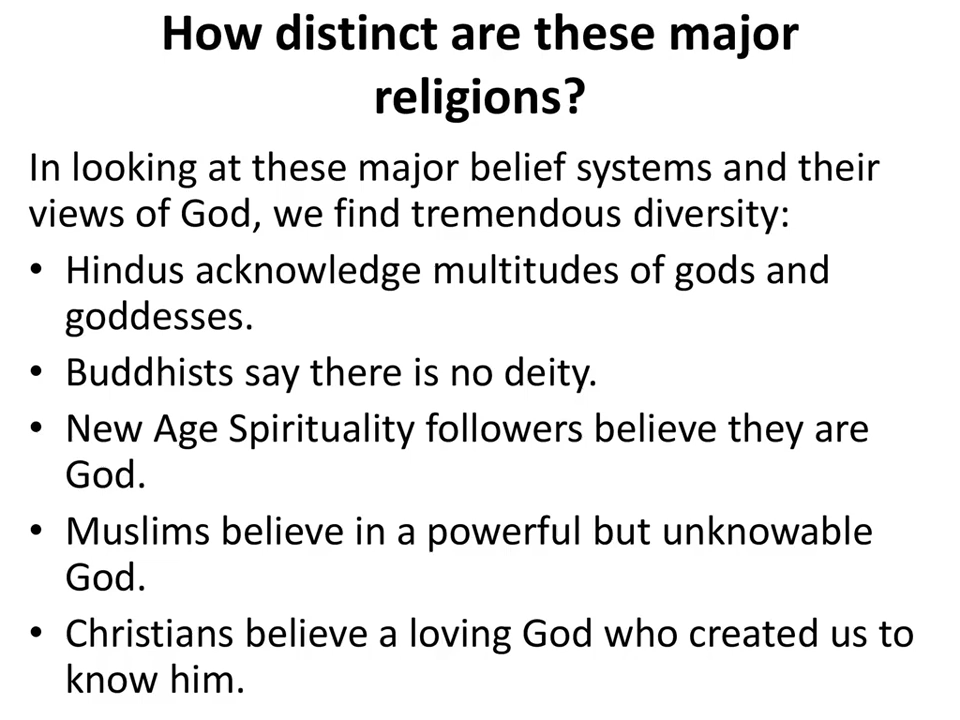 How distinct are these major
religions?
In looking at these major belief systems and their
views of God, we find tremendous diversity:
• Hindus acknowledge multitudes of gods and
goddesses.
• Buddhists say there is no deity.
• New Age Spirituality followers believe they are
God.
• Muslims believe in a powerful but unknowable
God.
• Christians believe a loving God who created us to
know him.